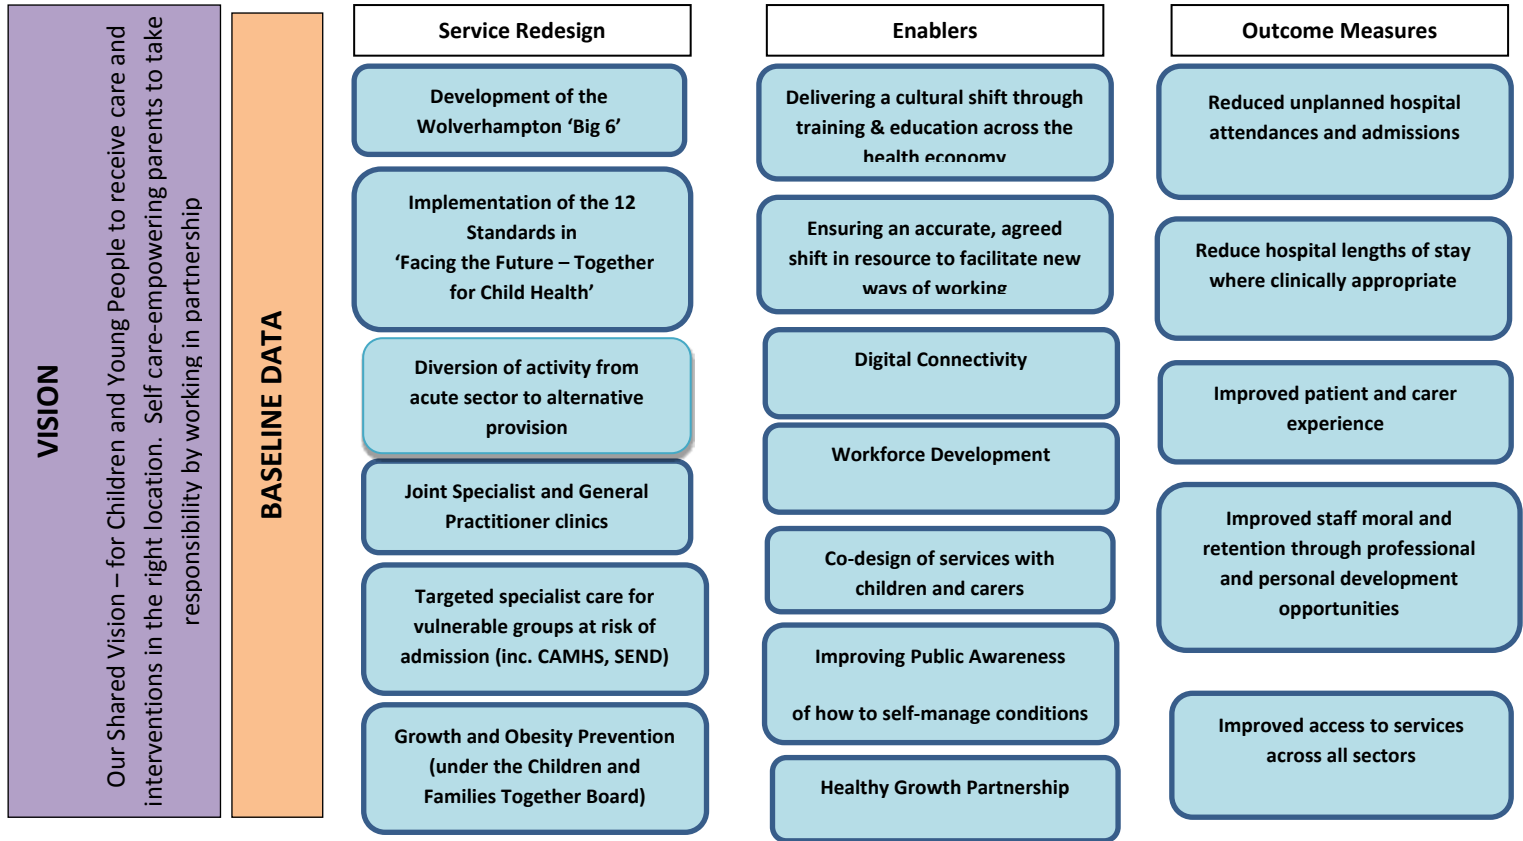 VISION
Our Shared Vision – for Children and Young People to receive care and
interventions in the right location.  Self care-empowering parents to take
responsibility by working in partnership
BASELINE DATA
Service Redesign
Development of the
Wolverhampton ‘Big 6’
Implementation of the 12
Standards in
‘Facing the Future – Together
for Child Health’
Diversion of activity from
acute sector to alternative
provision
Joint Specialist and General
Practitioner clinics
Targeted specialist care for
vulnerable groups at risk of
admission (inc. CAMHS, SEND)
Growth and Obesity Prevention
(under the Children and
Families Together Board)
Enablers
Delivering a cultural shift through
training & education across the
health economy
Ensuring an accurate, agreed
shift in resource to facilitate new
ways of working
Digital Connectivity
Workforce Development
Co-design of services with
children and carers
Improving Public Awareness
of how to self-manage conditions
Healthy Growth Partnership
Outcome Measures
Reduced unplanned hospital
attendances and admissions
Reduce hospital lengths of stay
where clinically appropriate
Improved patient and carer
experience
Improved staff moral and
retention through professional
and personal development
opportunities
Improved access to services
across all sectors